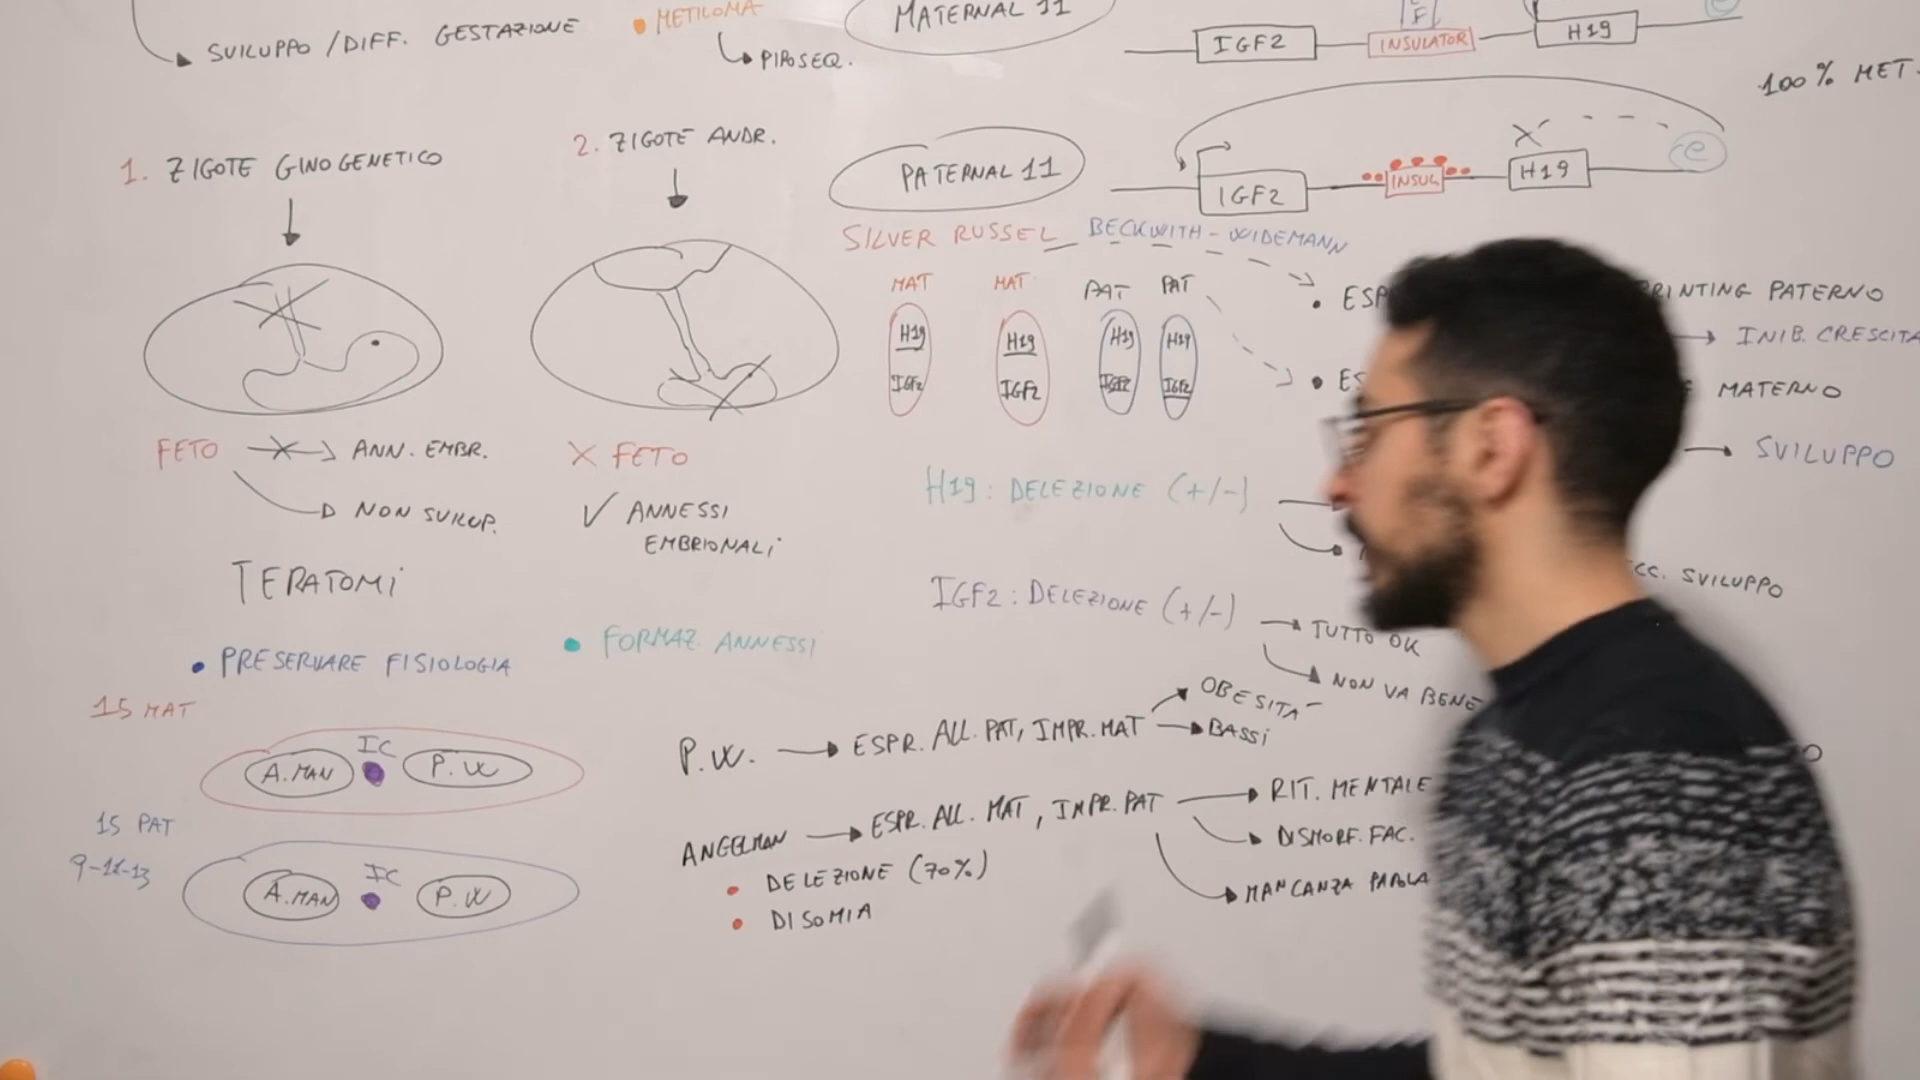 SVILUPPO / DIFF. GESTAZIONE
METILOMA
PIROSEQ.
MATERNAL 11
IGF2
F
INSULATOR
H19
e
100% MET.
1. ZIGOTE GINOGENETICO
2. ZIGOTE ANDR.
PATERNAL 11
IGF2
INSUL
H19
e
SILVER RUSSEL
BECKWITH-WIDEMANN
MAT
MAT
PAT
PAT
H19
IGF2
H19
IGF2
H19
IGF2
H19
IGF2
PRINTING PATERNO
INIB. CRESCITA
MATERNO
SVILUPPO
FETO
ANN. EMBR.
NON SVILUP.
X FETO
✓ ANNESSI
EMBRIONALI
H19: DELEZIONE (+/-)
CC. SVILUPPO
TERATOMI
IGF2: DELEZIONE (+/-)
TUTTO OK
NON VA BENE
• PRESERVARE FISIOLOGIA
• FORMAZ. ANNESSI
15 MAT
A.MAN
IC
P.W
15 PAT
9-11-13
A.MAN
IC
P.W
P.W.
ESPR. ALL. PAT, IMPR. MAT
OBESITA'
BASSI
ANGELMAN
ESPR. ALL. MAT, IMPR. PAT
RIT. MENTALE
DISMORF. FAC.
MANCANZA PAROLA
• DELEZIONE (70%)
• DISOMIA